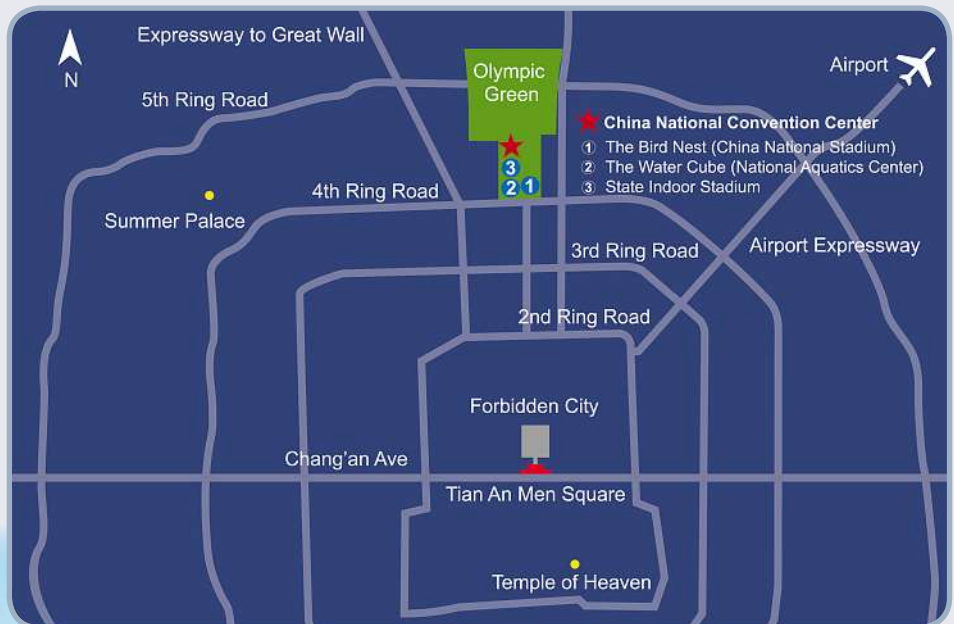 Expressway to Great Wall
N
Airport
Olympic
Green
5th Ring Road
China National Convention Center
① The Bird Nest (China National Stadium)
② The Water Cube (National Aquatics Center)
③ State Indoor Stadium
3
2 1
4th Ring Road
Summer Palace
3rd Ring Road
Airport Expressway
2nd Ring Road
Forbidden City
Chang'an Ave
Tian An Men Square
Temple of Heaven